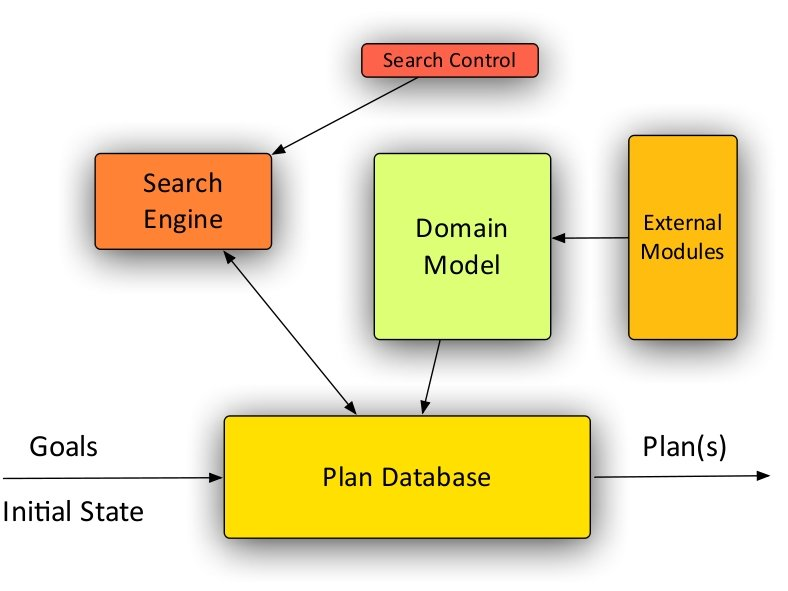 Search Control
Search
Engine
Domain
Model
External
Modules
Goals
Plan(s)
Plan Database
Initial State